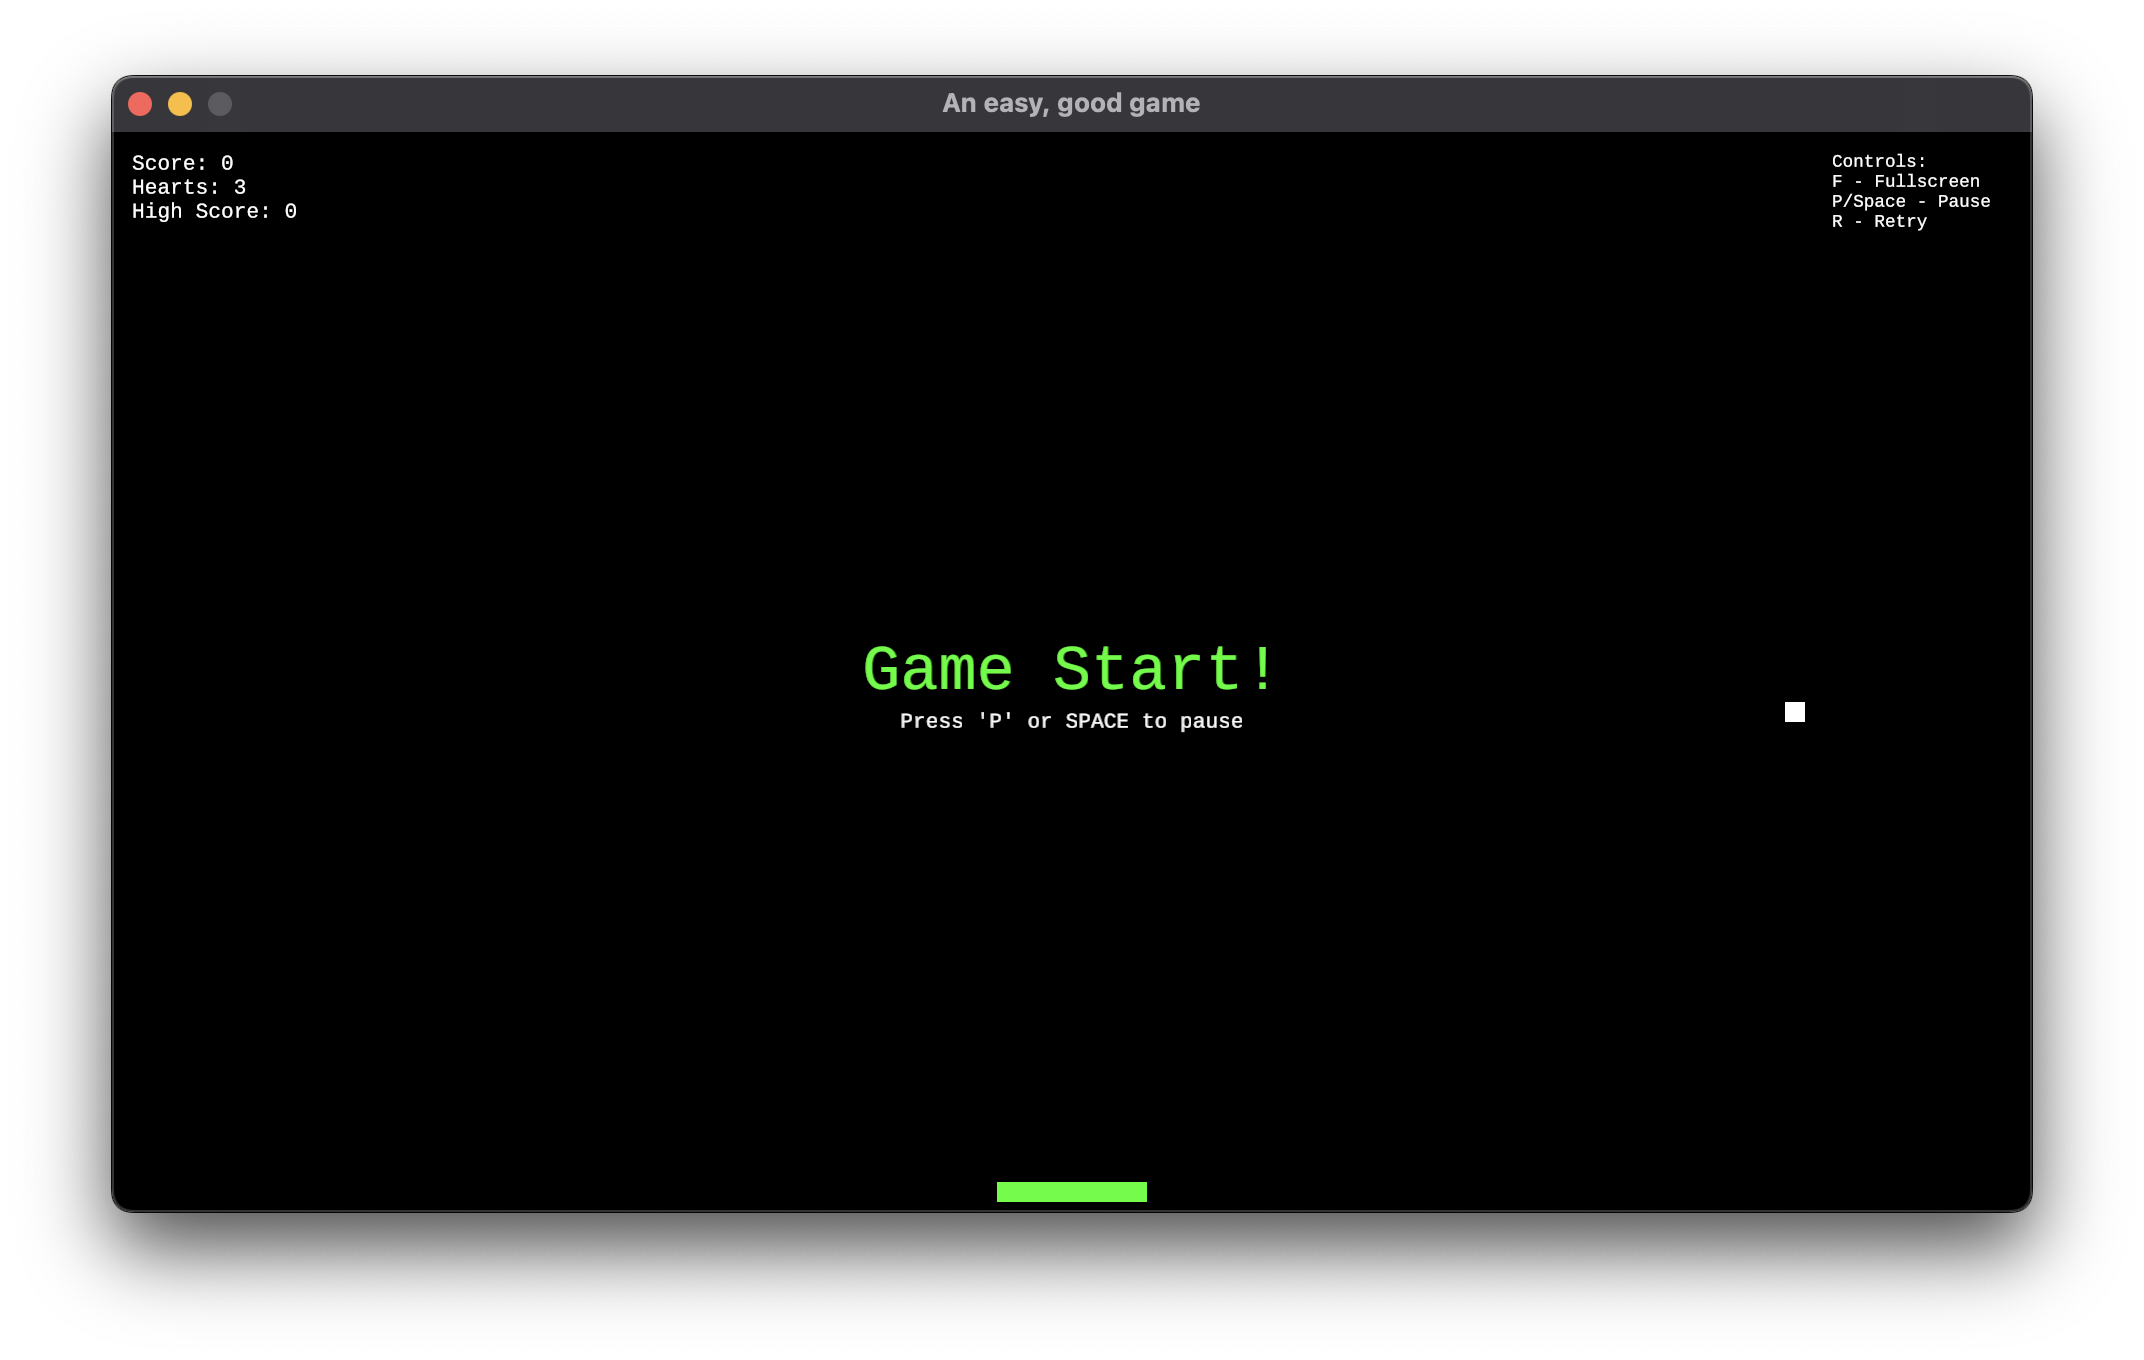 An easy, good game
Score: 0
Hearts: 3
High Score: 0
Controls:
F - Fullscreen
P/Space - Pause
R - Retry
Game Start!
Press 'P' or SPACE to pause